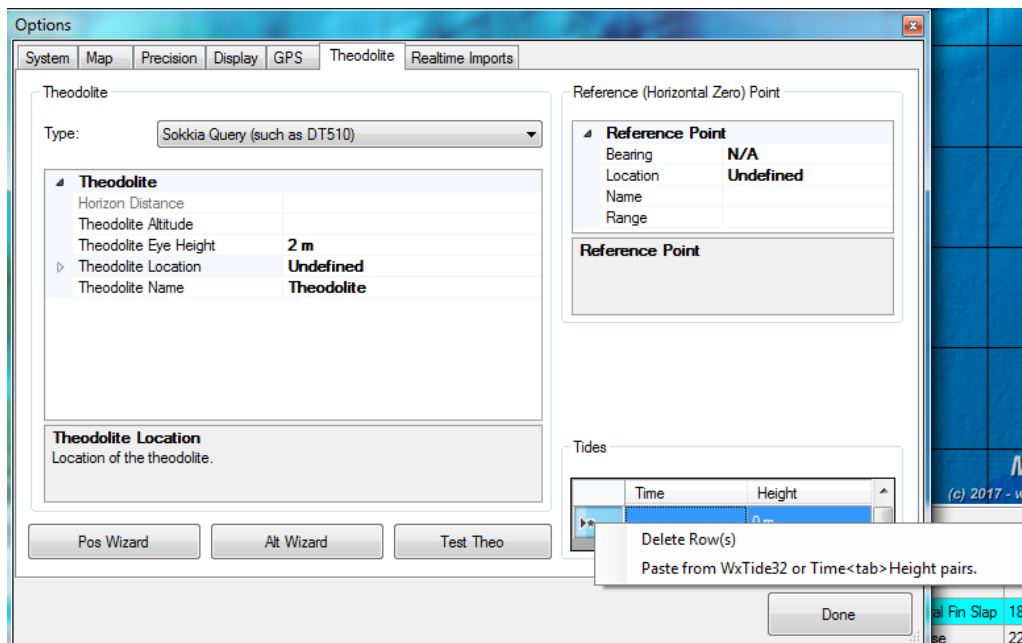 Options
System Map Precision Display GPS Theodolite Realtime Imports
Theodolite
Type: Sokkia Query (such as DT510)
Theodolite
Horizon Distance
Theodolite Altitude
Theodolite Eye Height 2 m
Theodolite Location Undefined
Theodolite Name Theodolite
Theodolite Location
Location of the theodolite.
Pos Wizard Alt Wizard Test Theo
Reference (Horizontal Zero) Point
Reference Point
Bearing N/A
Location Undefined
Name
Range
Reference Point
Tides
Time Height
0 m
Delete Row(s)
Paste from WxTide32 or Time<tab>Height pairs.
Done
(c) 2017 -
Fin Slap 18